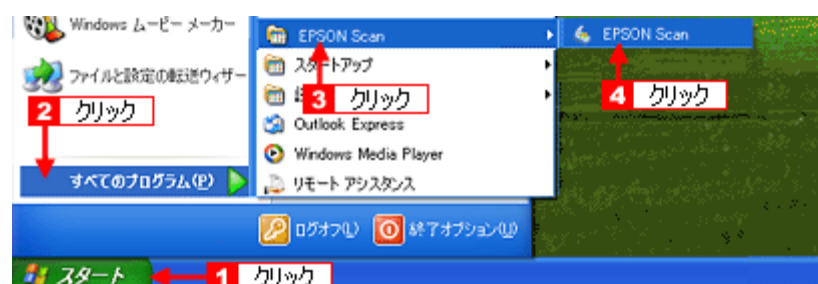 Windows ムービー メーカー
ファイルと設定の転送ウィザー
2 クリック
すべてのプログラム(P)
EPSON Scan
スタートアップ
3 クリック
Outlook Express
Windows Media Player
リモート アシスタンス
EPSON Scan
4 クリック
ログオフ(L)
終了オプション(U)
スタート
1 クリック